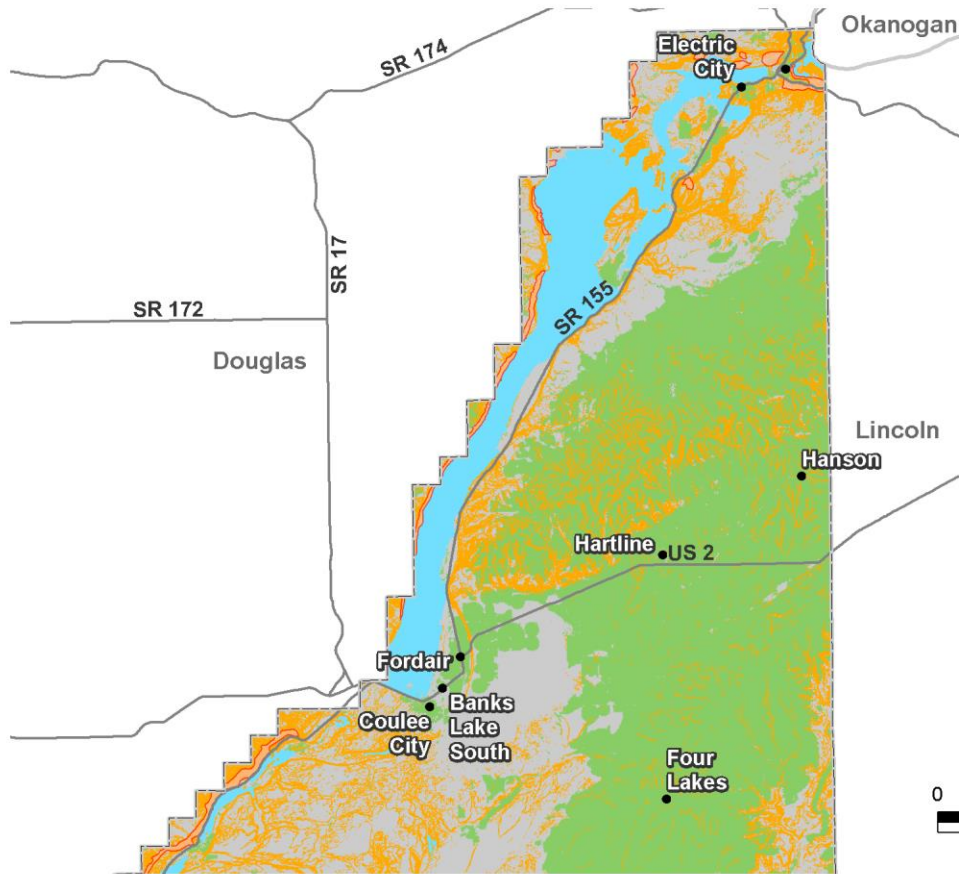 Okanogan
Electric
City
SR 174
SR 17
SR 172
Douglas
SR 155
Lincoln
Hanson
Hartline
US 2
Fordair
Banks
Lake
South
Coulee
City
Four
Lakes
0